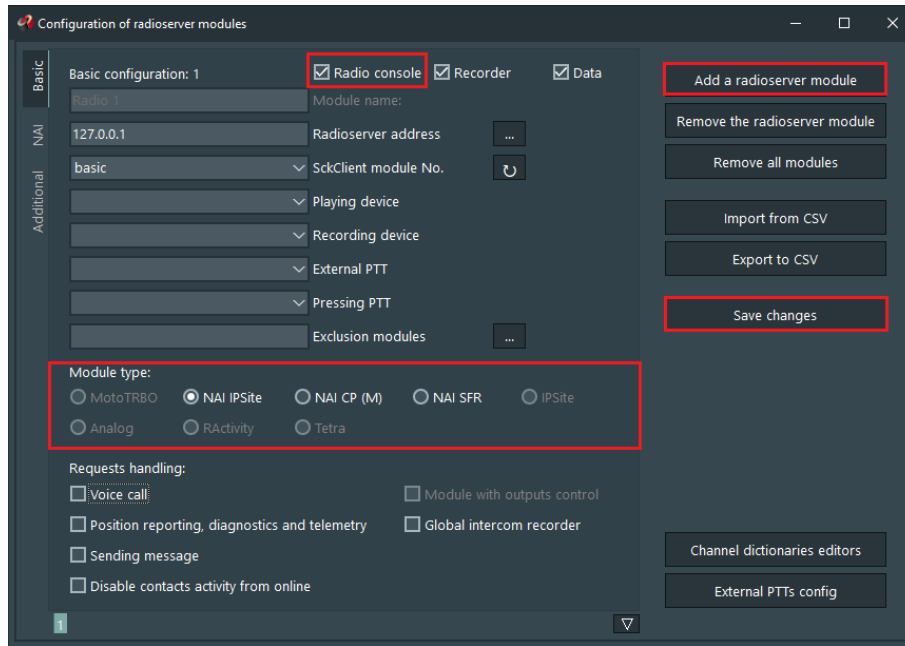 Configuration of radioserver modules
Basic
NAI
Additional
Basic configuration: 1
Radio console
Recorder
Data
Radio 1
Module name:
127.0.0.1
Radioserver address
...
basic
SckClient module No.
Playing device
Recording device
External PTT
Pressing PTT
Exclusion modules
...
Module type:
MotoTRBO
NAI IPSite
NAI CP (M)
NAI SFR
IPSite
Analog
RActivity
Tetra
Requests handling:
Voice call
Module with outputs control
Position reporting, diagnostics and telemetry
Global intercom recorder
Sending message
Disable contacts activity from online
1
Add a radioserver module
Remove the radioserver module
Remove all modules
Import from CSV
Export to CSV
Save changes
Channel dictionaries editors
External PTTs config